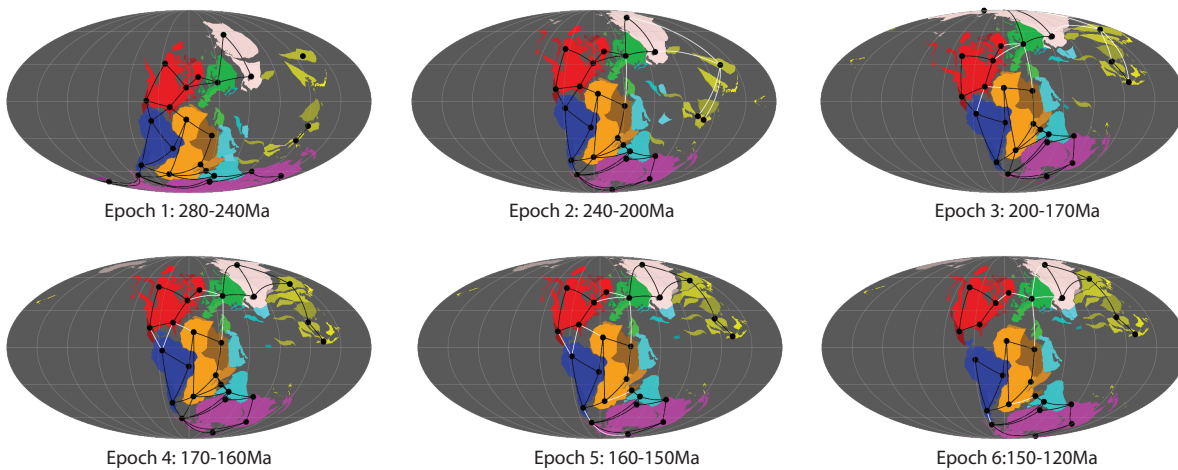 Epoch 1: 280-240Ma
Epoch 2: 240-200Ma
Epoch 3: 200-170Ma
Epoch 4: 170-160Ma
Epoch 5: 160-150Ma
Epoch 6:150-120Ma